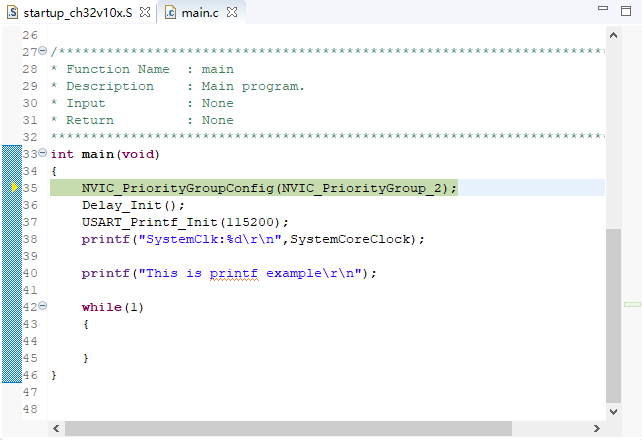 startup_ch32v10x.S main.c
26
27 /*********************************************************************
28 * Function Name : main
29 * Description : Main program.
30 * Input : None
31 * Return : None
32 *********************************************************************
33 int main(void)
34 {
35 NVIC_PriorityGroupConfig(NVIC_PriorityGroup_2);
36 Delay_Init();
37 USART_Printf_Init(115200);
38 printf("SystemClk:%d\r\n",SystemCoreClock);
39
40 printf("This is printf example\r\n");
41
42 while(1)
43 {
44
45 }
46 }
47
48